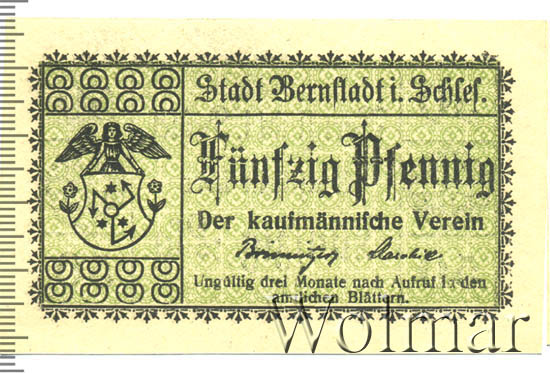 Stadt Bernſtadt i. Schleſ.
Fünfzig Pfennig
Der kaufmänniſche Verein
Ungültig drei Monate nach Aufruf in den
amtlichen Blättern.
Wolmar